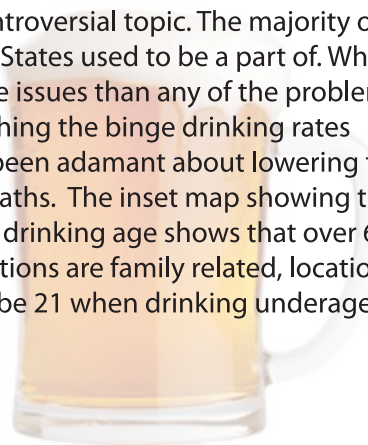 ntroversial topic. The majority o
States used to be a part of. Wh
e issues than any of the problem
hing the binge drinking rates
been adamant about lowering t
aths.  The inset map showing t
drinking age shows that over 6
tions are family related, locatio
be 21 when drinking underage